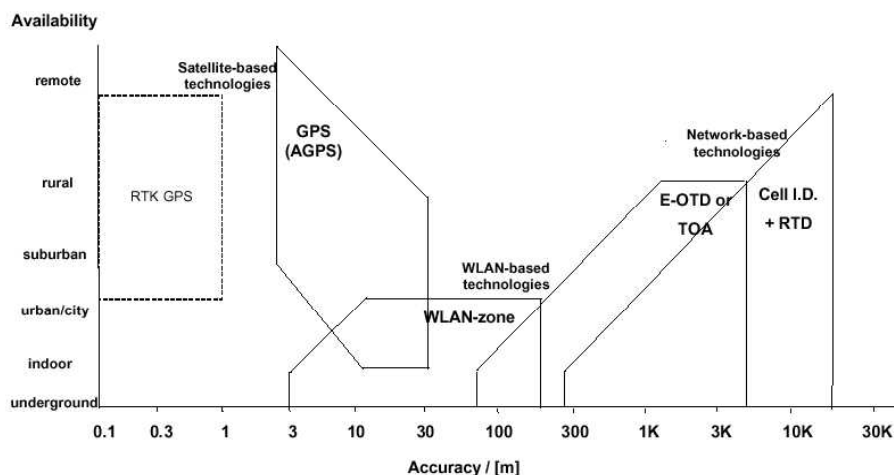 Availability
remote
rural
suburban
urban/city
indoor
underground
Satellite-based
technologies
GPS
(AGPS)
RTK GPS
WLAN-based
technologies
WLAN-zone
Network-based
technologies
E-OTD or
TOA
Cell I.D.
+ RTD
0.1 0.3 1 3 10 30 100 300 1K 3K 10K 30K
Accuracy / [m]